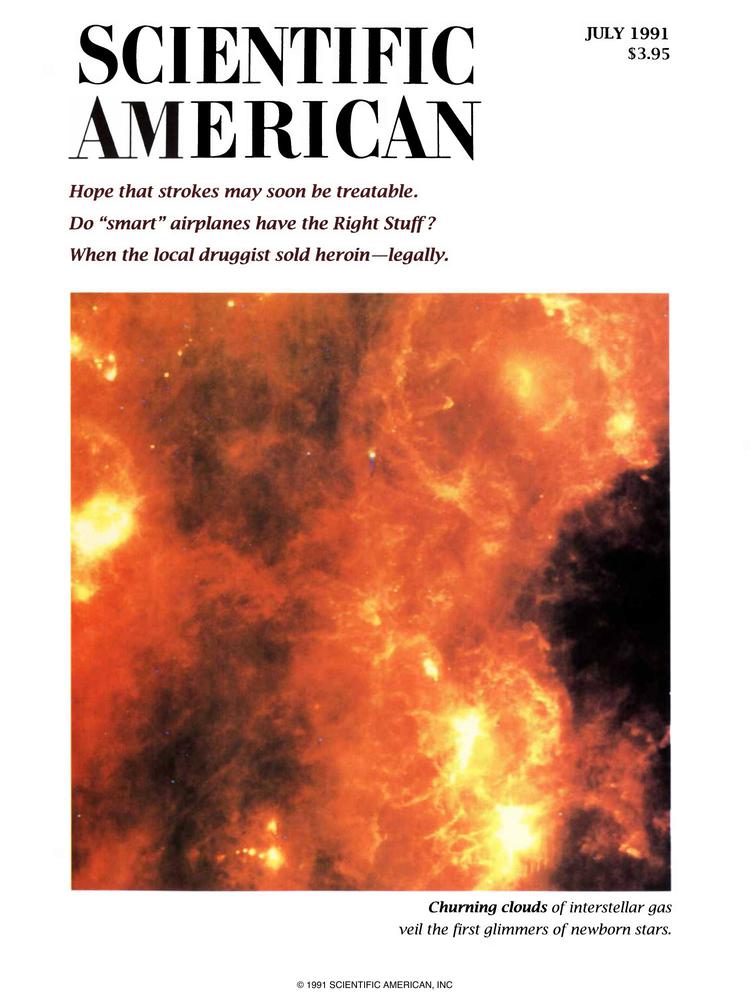 SCIENTIFIC
AMERICAN
JULY 1991
$3.95
Hope that strokes may soon be treatable.
Do “smart” airplanes have the Right Stuff?
When the local druggist sold heroin—legally.
Churning clouds of interstellar gas
veil the first glimmers of newborn stars.
© 1991 SCIENTIFIC AMERICAN, INC